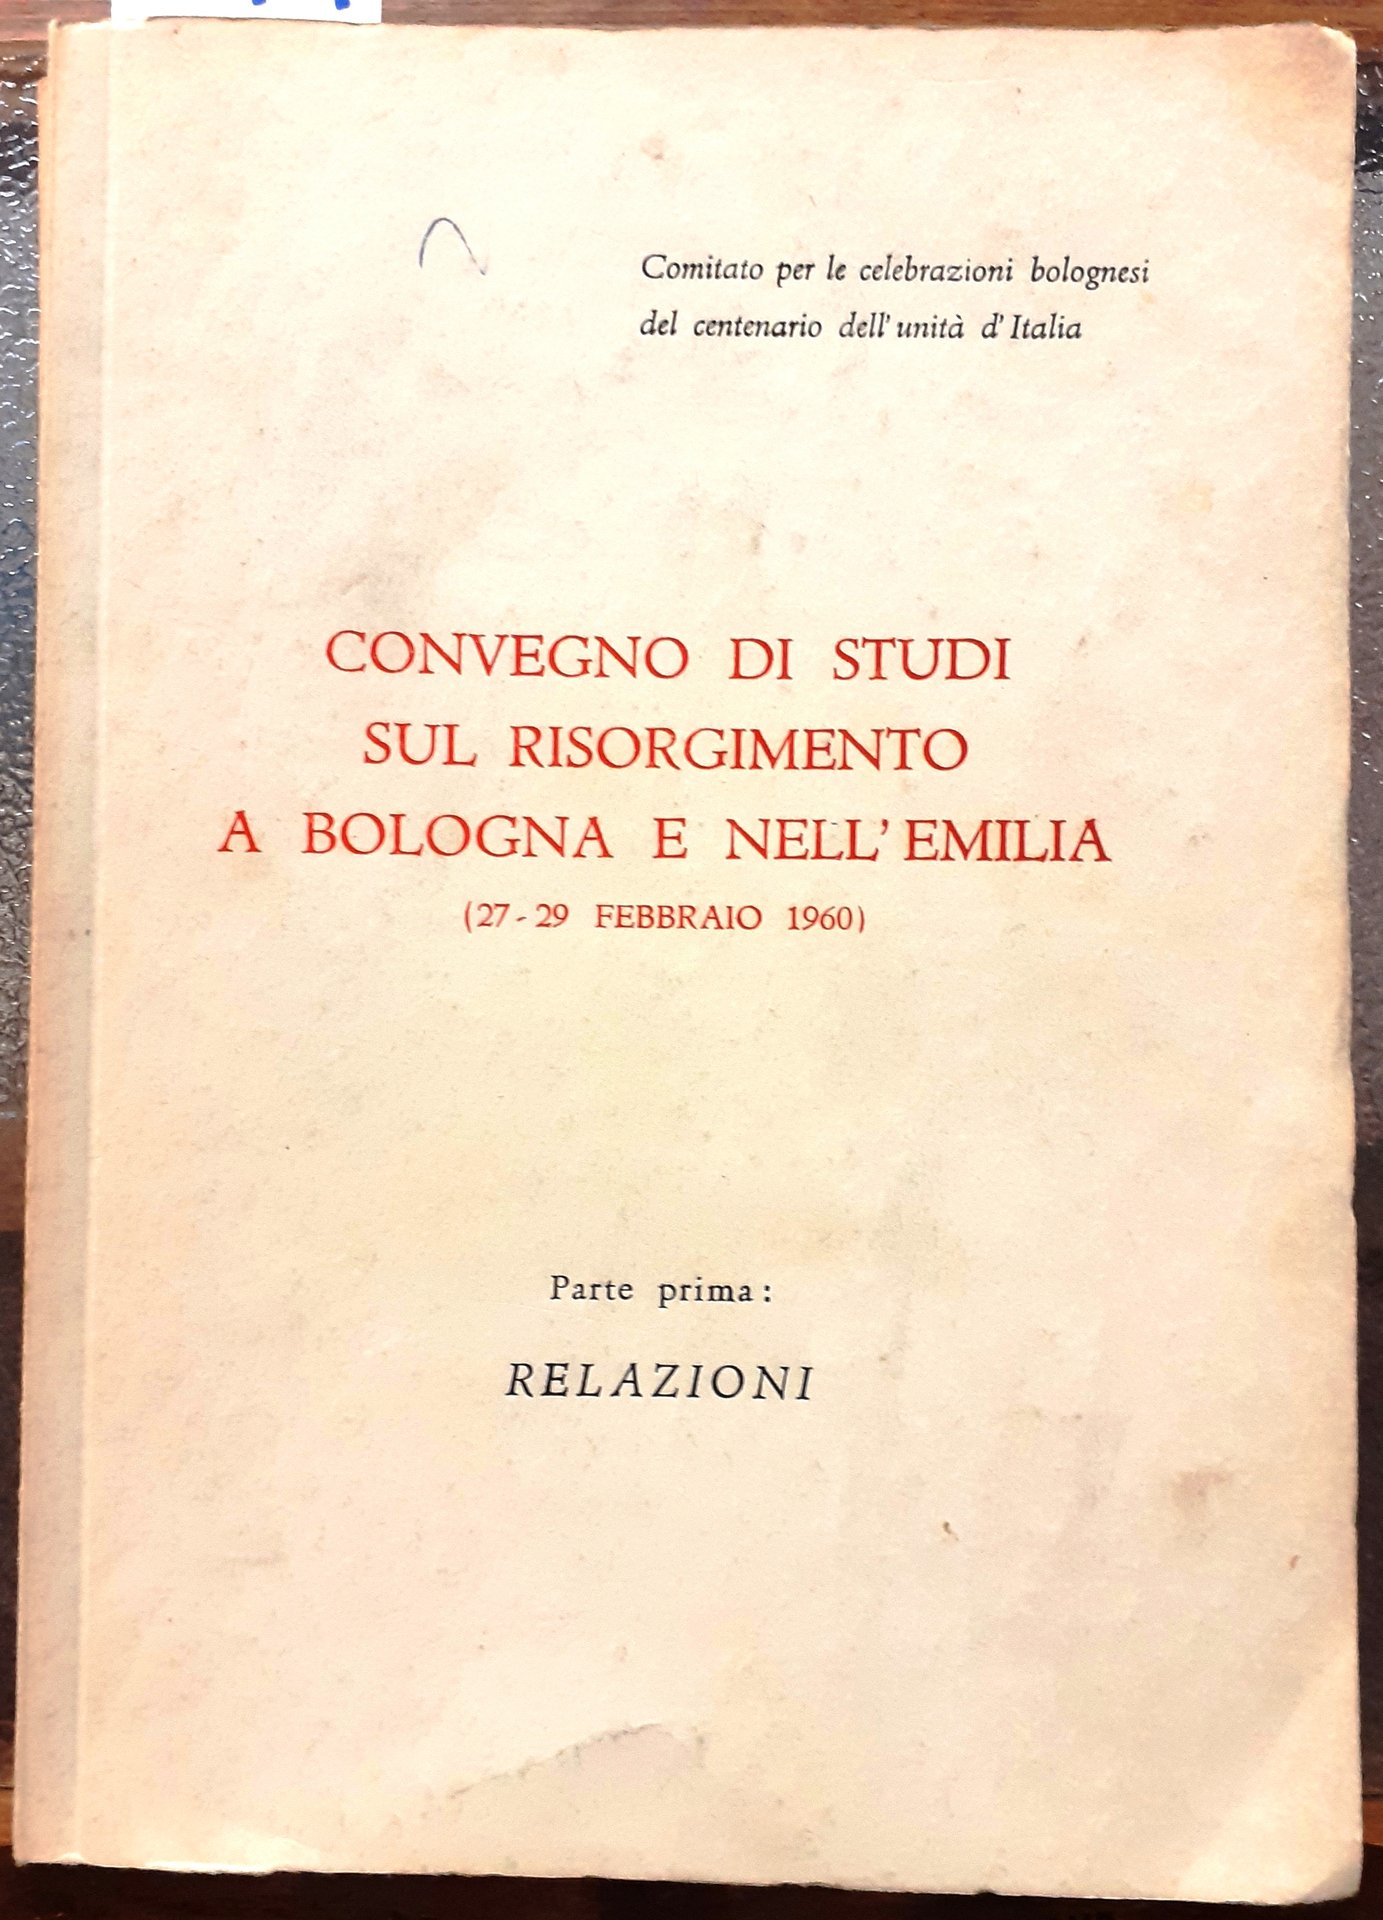 Comitato per le celebrazioni bolognesi
del centenario dell'unità d'Italia
CONVEGNO DI STUDI
SUL RISORGIMENTO
A BOLOGNA E NELL'EMILIA
(27-29 FEBBRAIO 1960)
Parte prima:
RELAZIONI